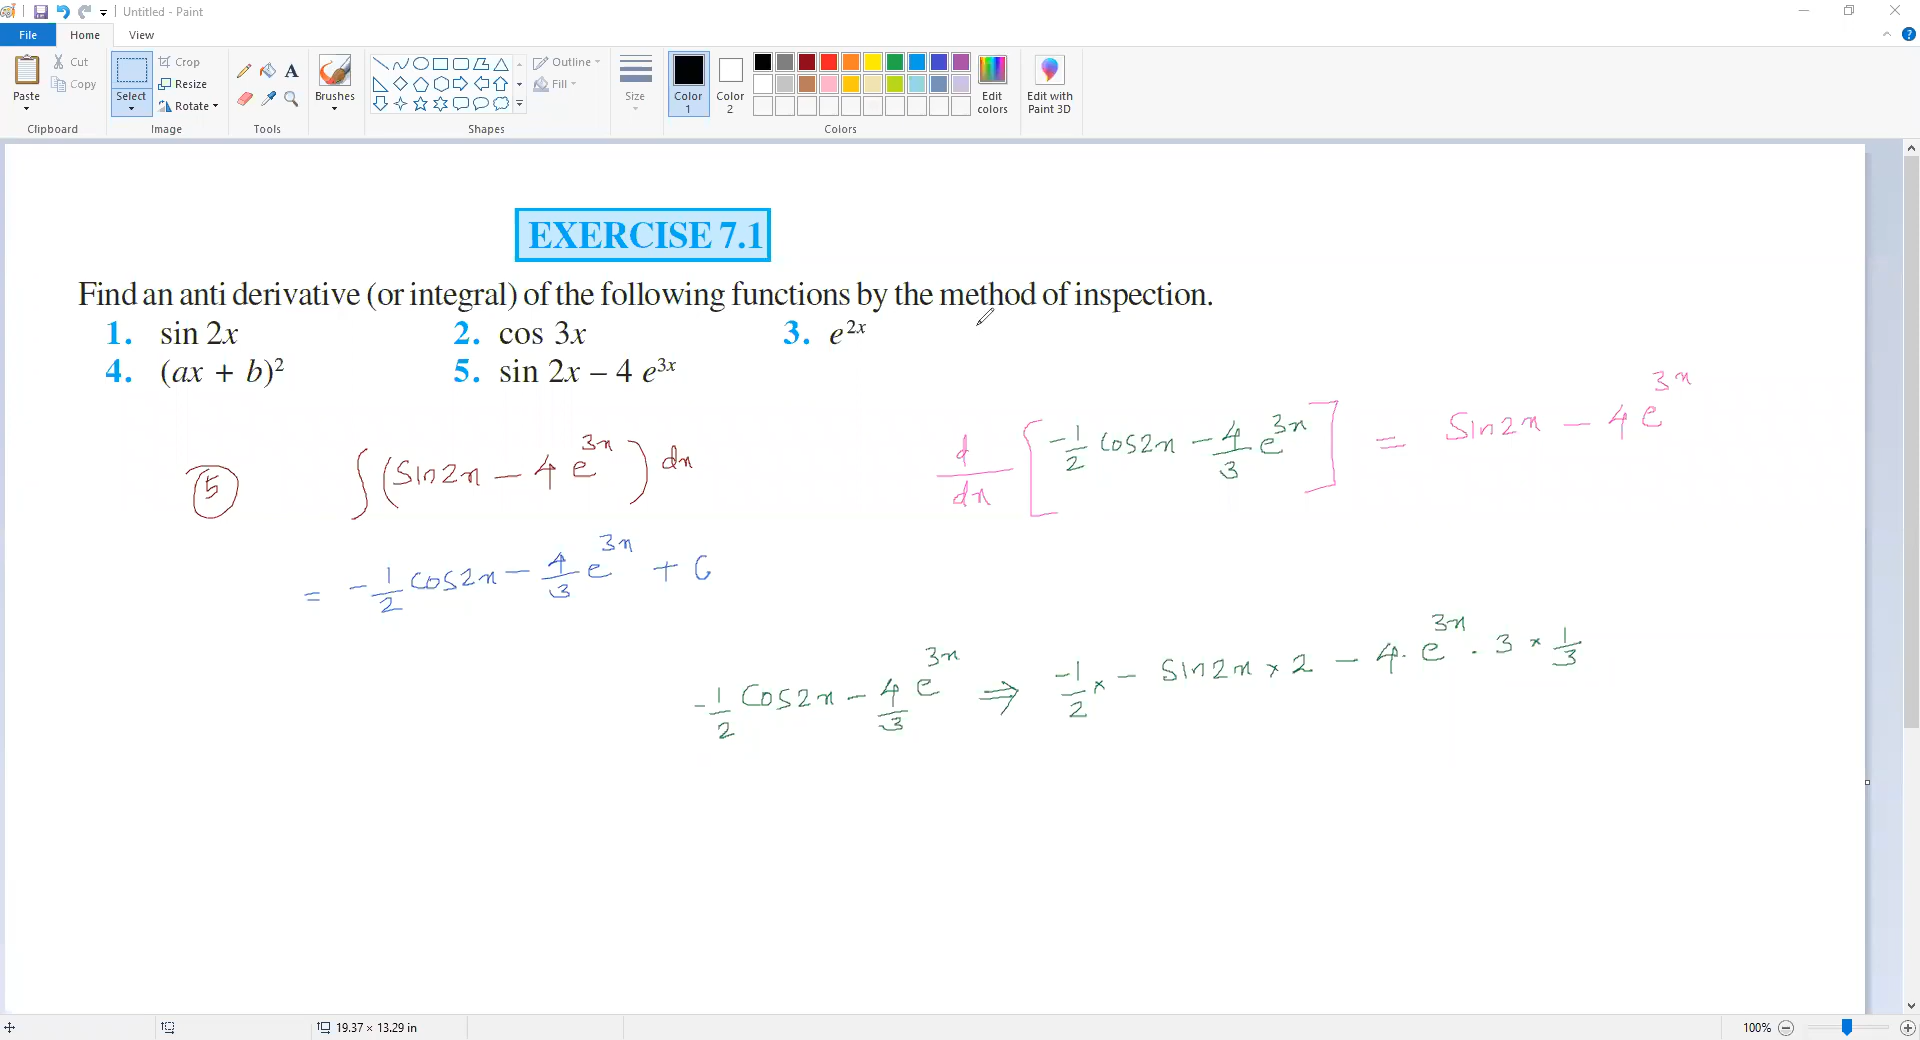 Untitled - Paint
File Home View
Paste Cut Copy Clipboard
Select Crop Resize Rotate Image
Tools
Brushes
Outline Fill Shapes
Size
Color 1 Color 2 Edit colors Colors
Edit with Paint 3D
EXERCISE 7.1
Find an anti derivative (or integral) of the following functions by the method of inspection.
1. sin 2x 2. cos 3x 3. e^{2x}
4. (ax + b)² 5. sin 2x – 4 e^{3x}
⑤ ∫(Sin2x – 4 e^{3x}) dx
= -1/2 cos2x – 4/3 e^{3x} + C
d/dx [-1/2 cos2x – 4/3 e^{3x}] = Sin2x – 4 e^{3x}
-1/2 Cos2x – 4/3 e^{3x} ⇒ -1/2 × – sin2x × 2 – 4 . e^{3x} . 3 × 1/3
19.37 × 13.29 in 100%